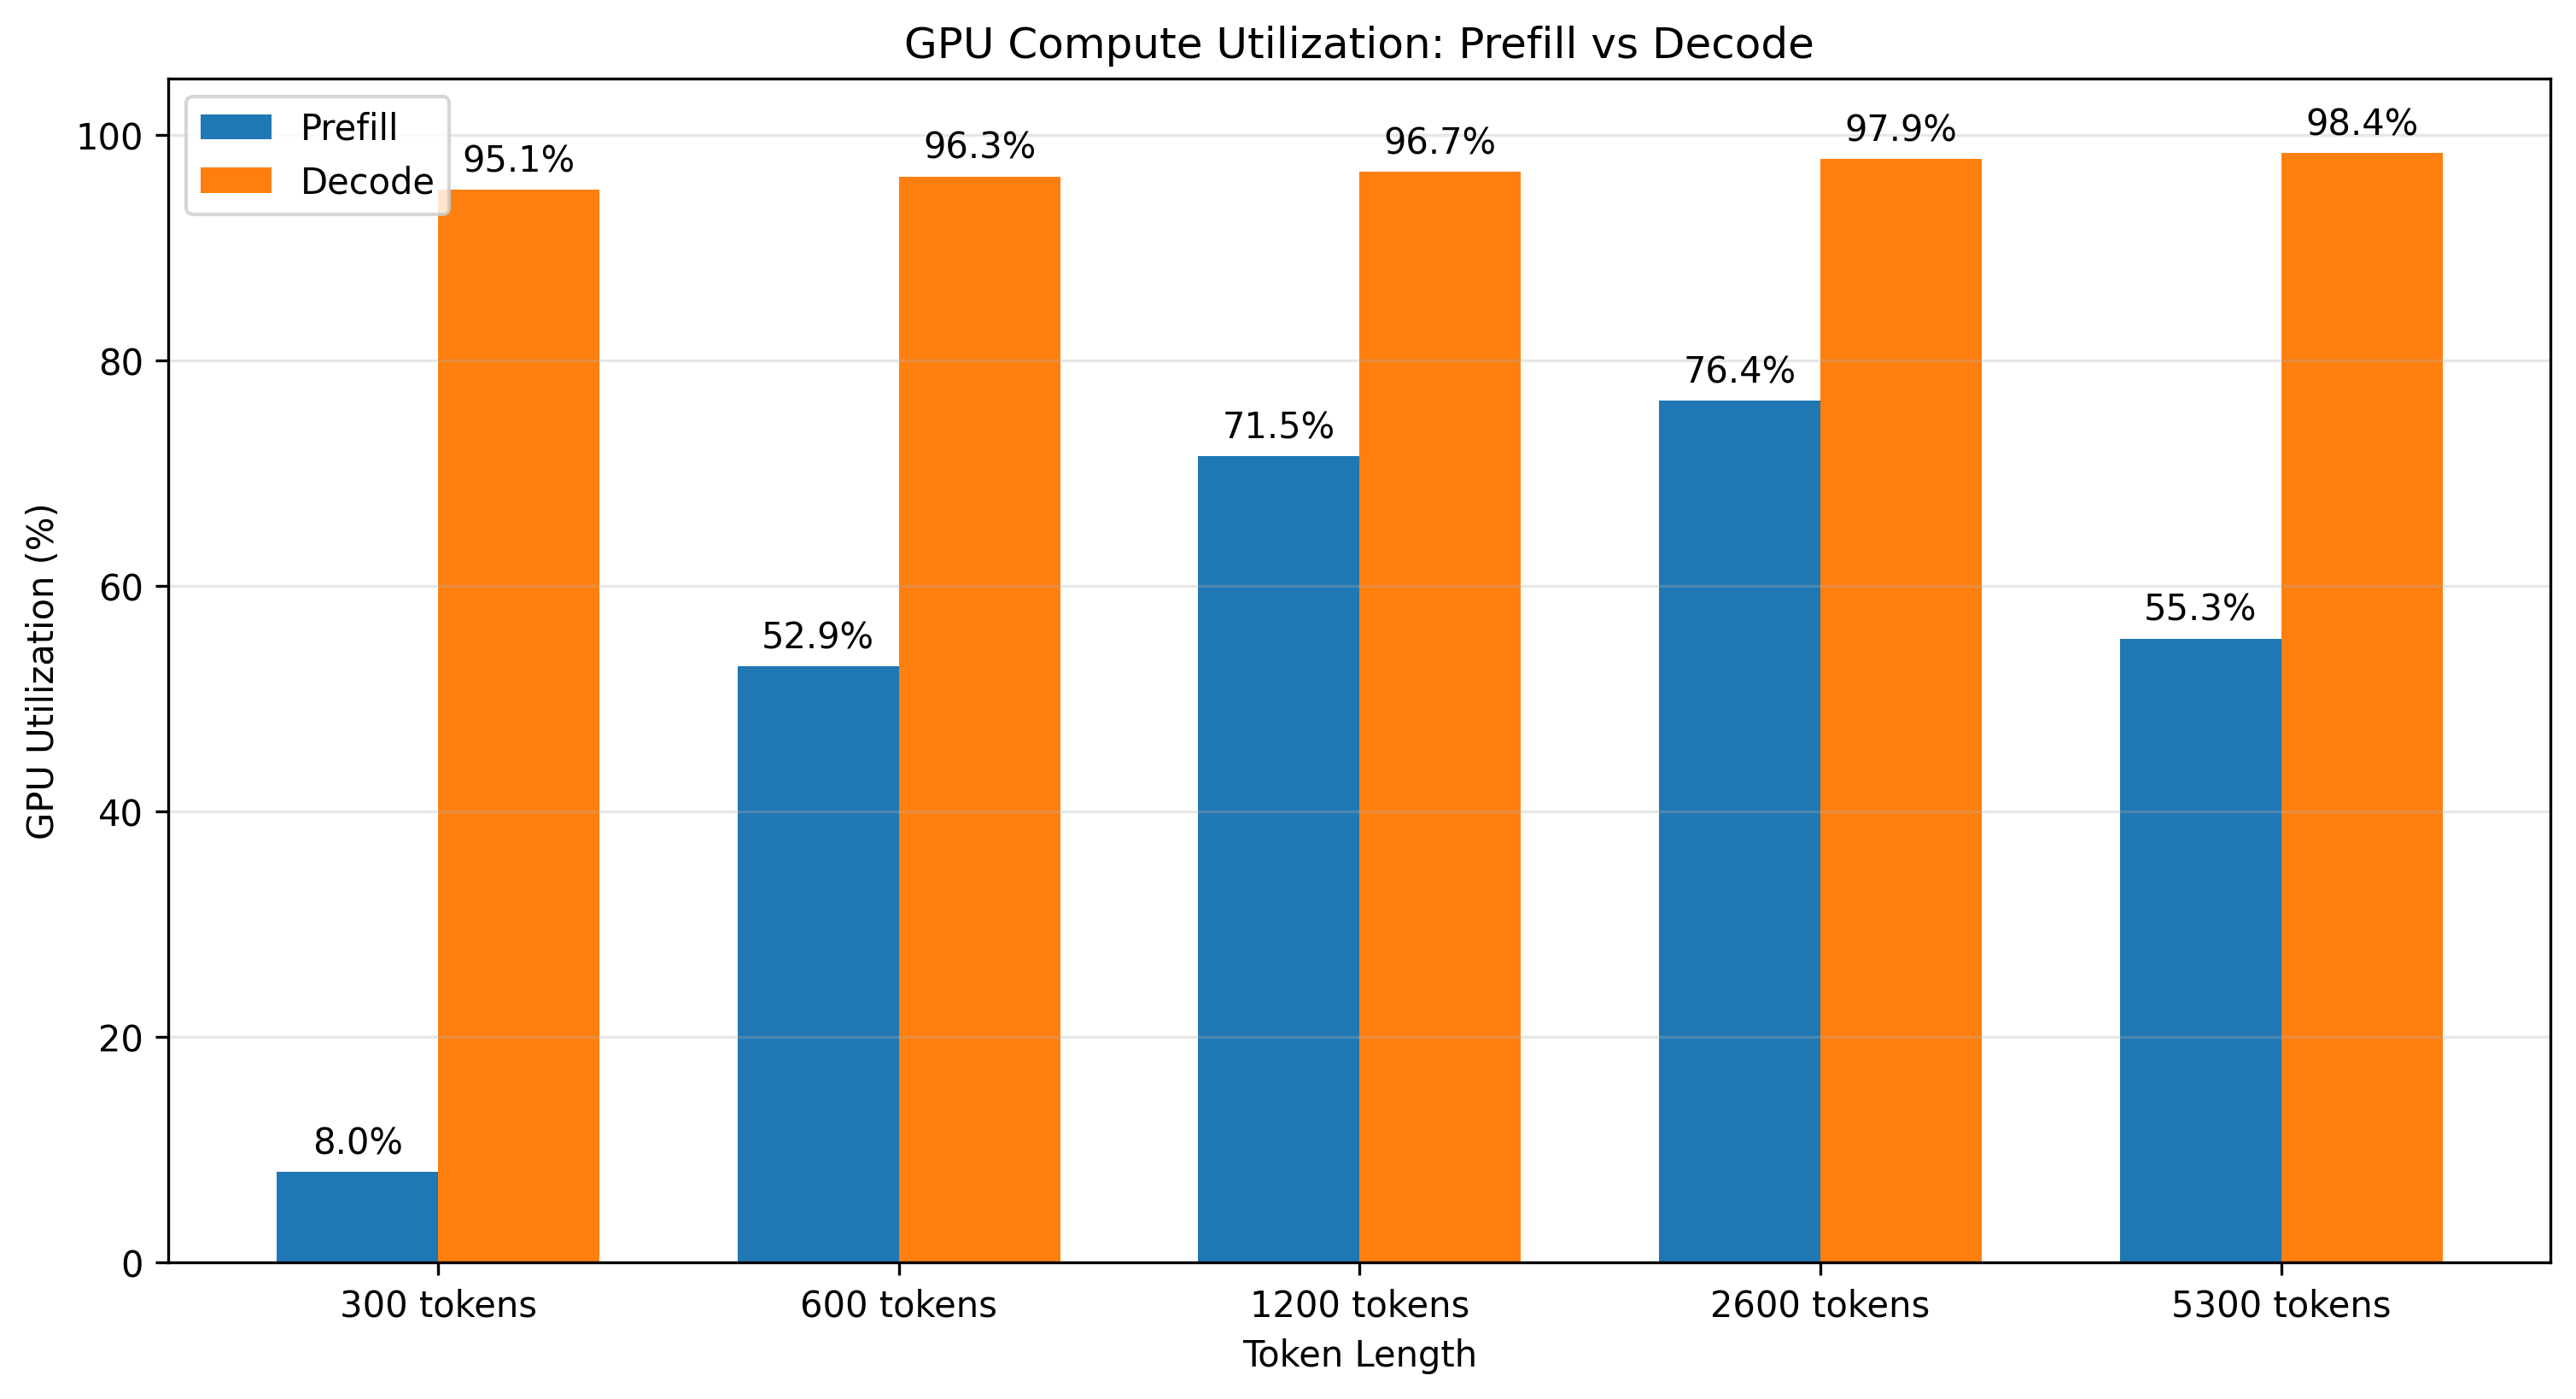 GPU Compute Utilization: Prefill vs Decode
Prefill
Decode
GPU Utilization (%)
100
80
60
40
20
0
8.0%
95.1%
52.9%
96.3%
71.5%
96.7%
76.4%
97.9%
55.3%
98.4%
300 tokens
600 tokens
1200 tokens
2600 tokens
5300 tokens
Token Length